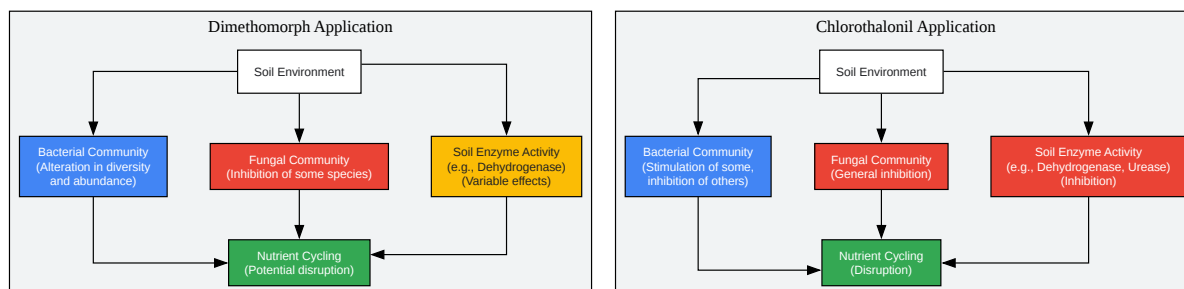 Dimethomorph Application
Soil Environment
Bacterial Community
(Alteration in diversity
and abundance)
Fungal Community
(Inhibition of some species)
Soil Enzyme Activity
(e.g., Dehydrogenase)
(Variable effects)
Nutrient Cycling
(Potential disruption)
Chlorothalonil Application
Soil Environment
Bacterial Community
(Stimulation of some,
inhibition of others)
Fungal Community
(General inhibition)
Soil Enzyme Activity
(e.g., Dehydrogenase, Urease)
(Inhibition)
Nutrient Cycling
(Disruption)